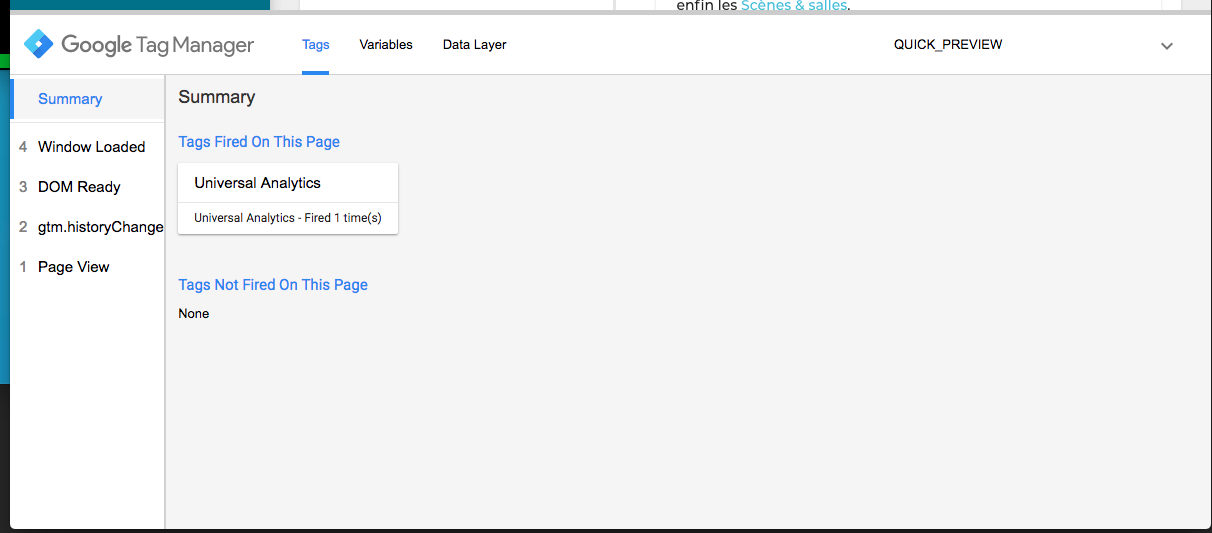 enfin les Scènes & salles.
Google Tag Manager Tags Variables Data Layer QUICK_PREVIEW
Summary
4 Window Loaded
3 DOM Ready
2 gtm.historyChange
1 Page View
Summary
Tags Fired On This Page
Universal Analytics
Universal Analytics - Fired 1 time(s)
Tags Not Fired On This Page
None